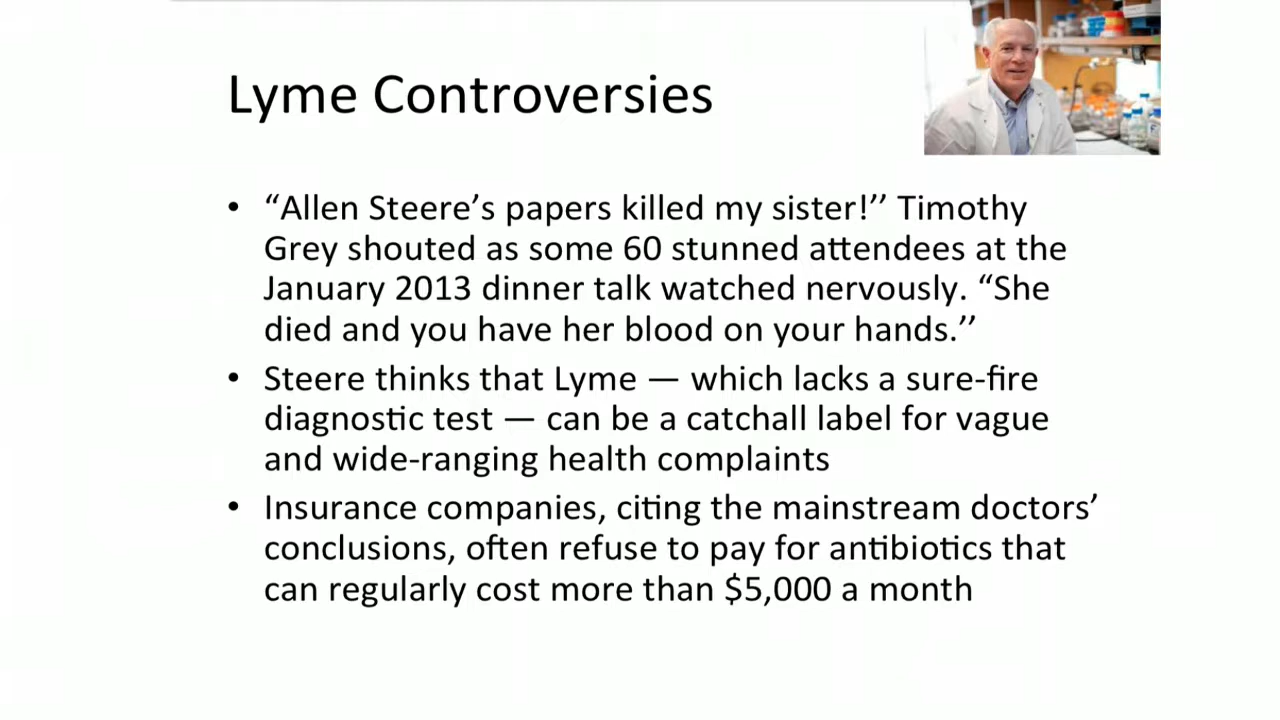 Lyme Controversies
• “Allen Steere’s papers killed my sister!’’ Timothy
Grey shouted as some 60 stunned attendees at the
January 2013 dinner talk watched nervously. “She
died and you have her blood on your hands.’’
• Steere thinks that Lyme — which lacks a sure-fire
diagnostic test — can be a catchall label for vague
and wide-ranging health complaints
• Insurance companies, citing the mainstream doctors’
conclusions, often refuse to pay for antibiotics that
can regularly cost more than $5,000 a month